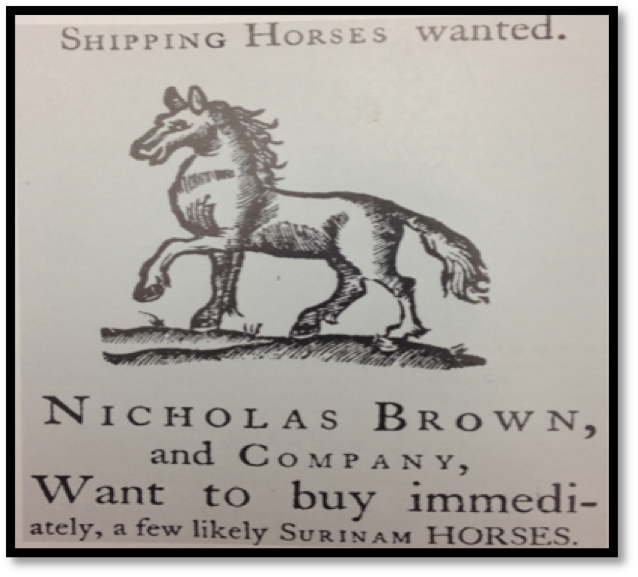 SHIPPING HORSES wanted.
NICHOLAS BROWN,
and COMPANY,
Want to buy immedi-
ately, a few likely SURINAM HORSES.